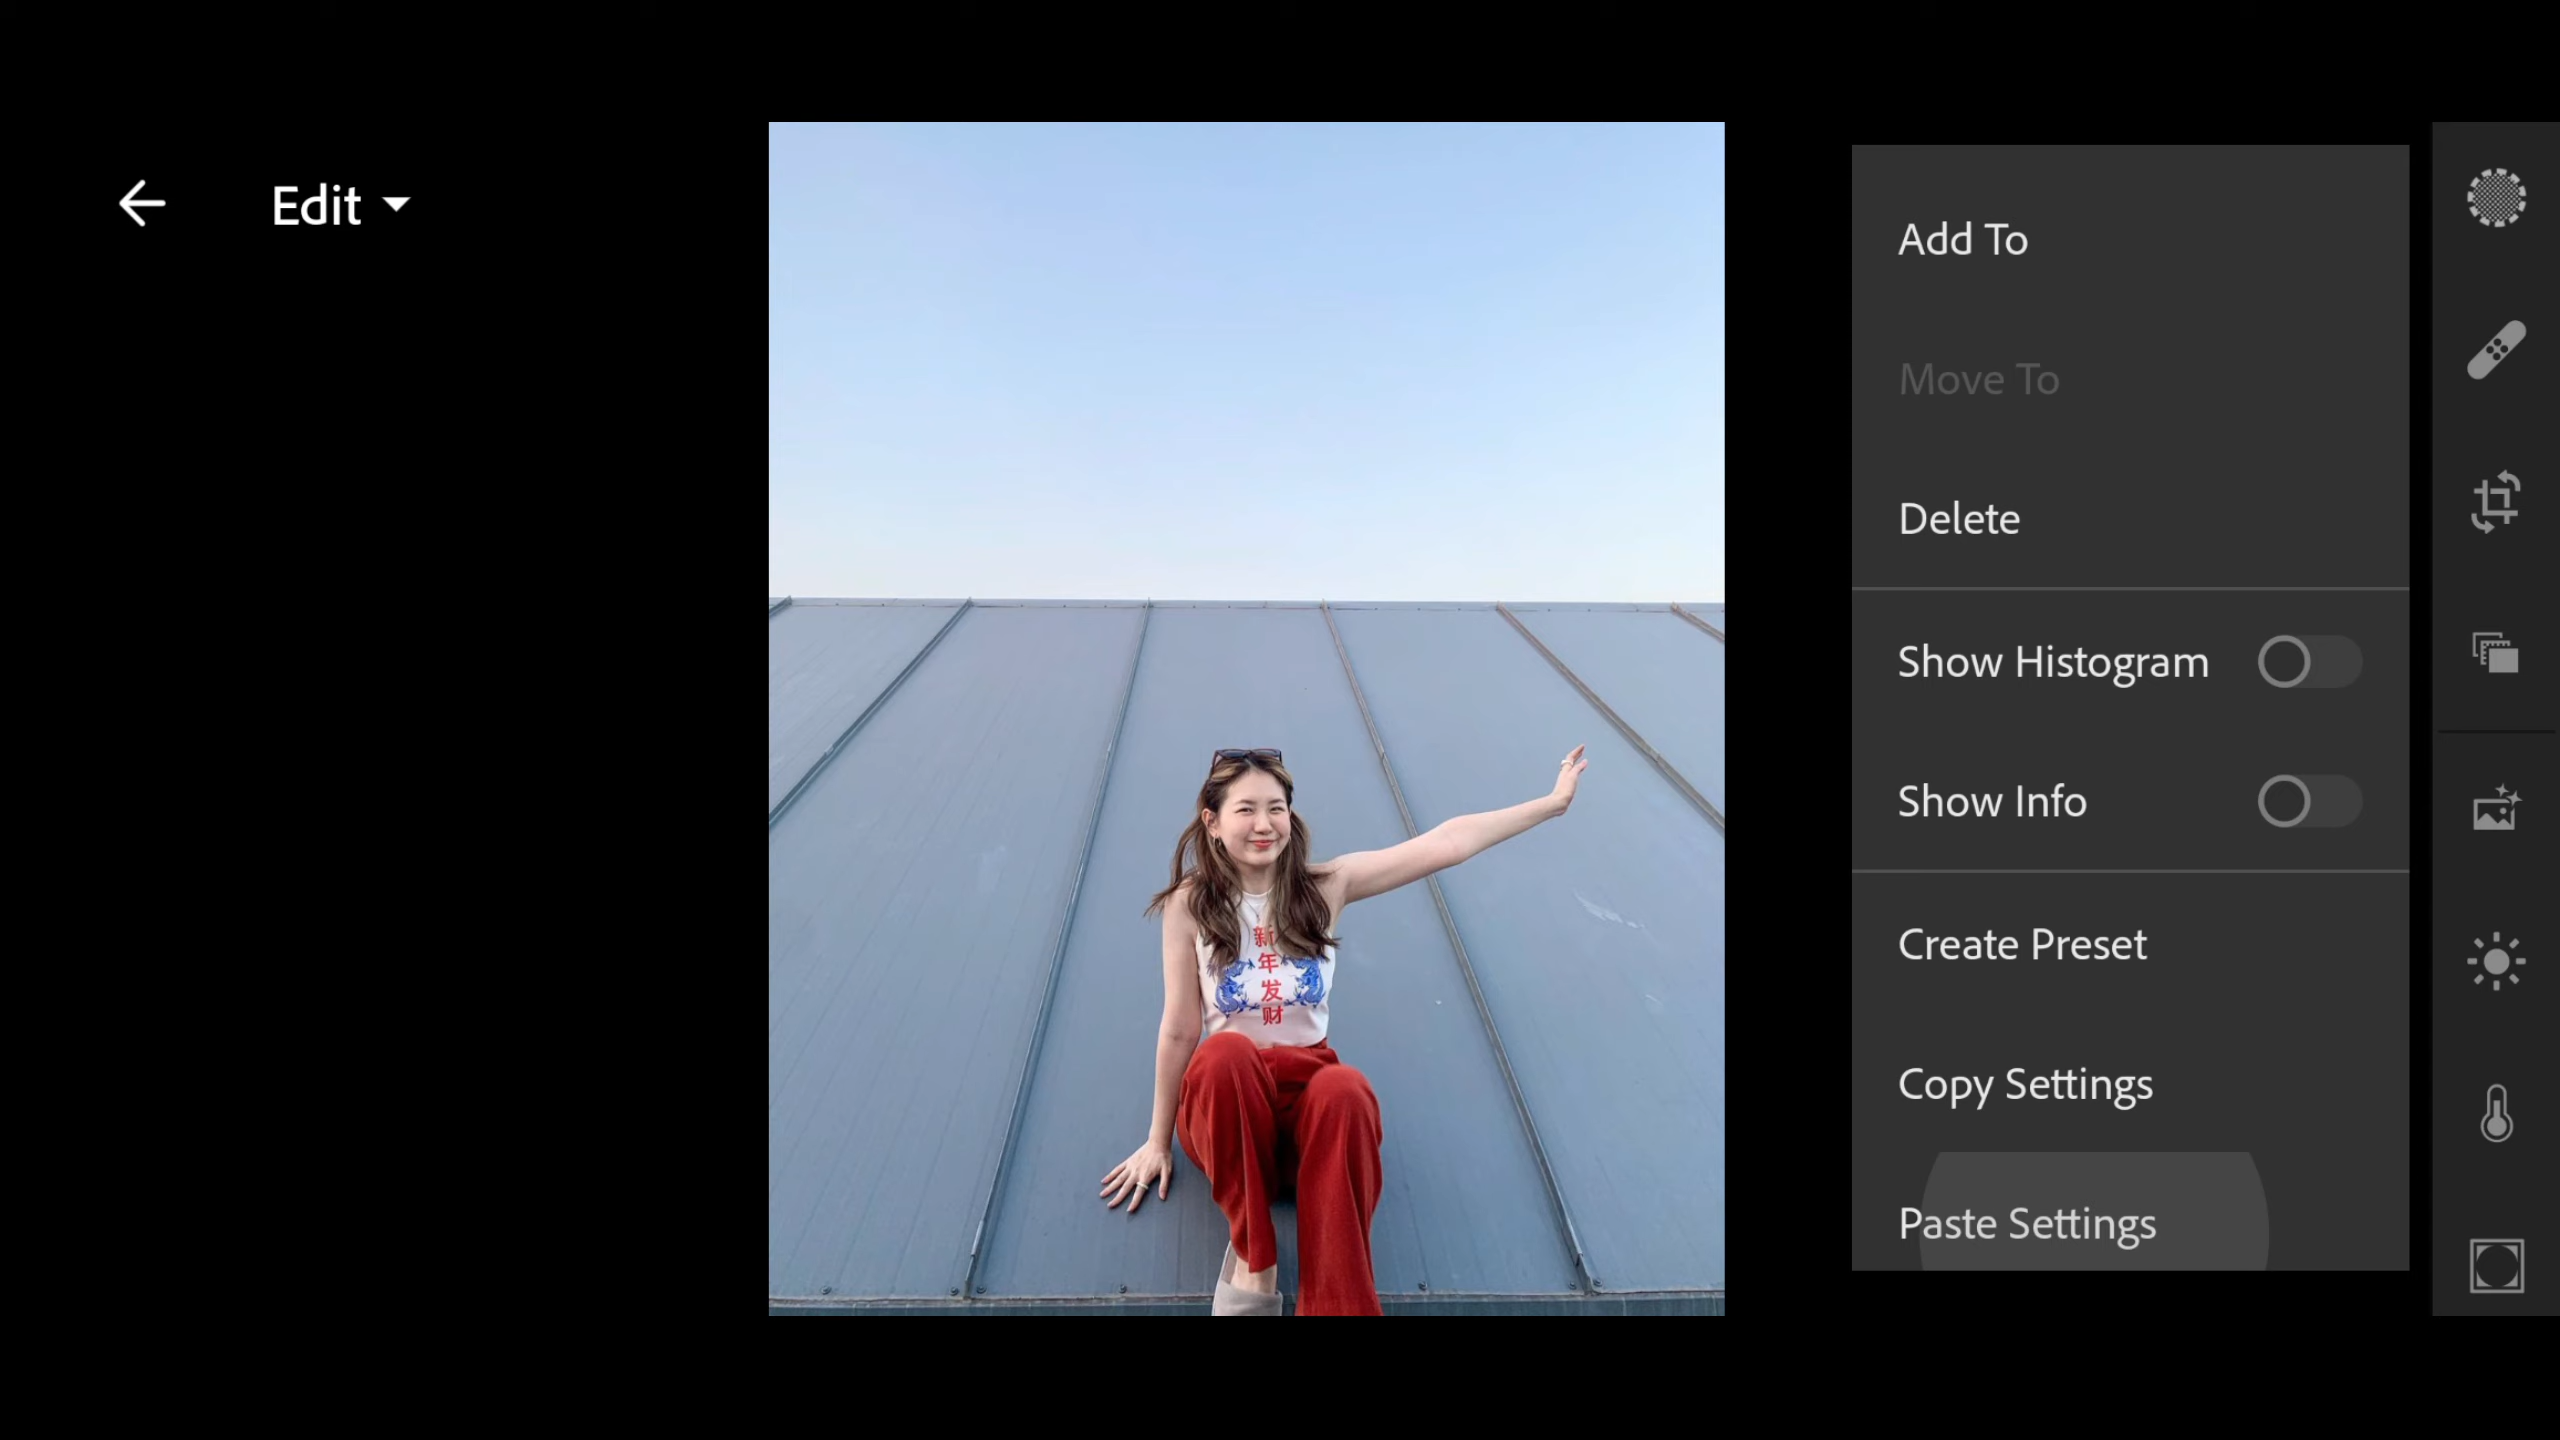 Edit
Add To
Move To
Delete
Show Histogram
Show Info
Create Preset
Copy Settings
Paste Settings
新
年
发
财